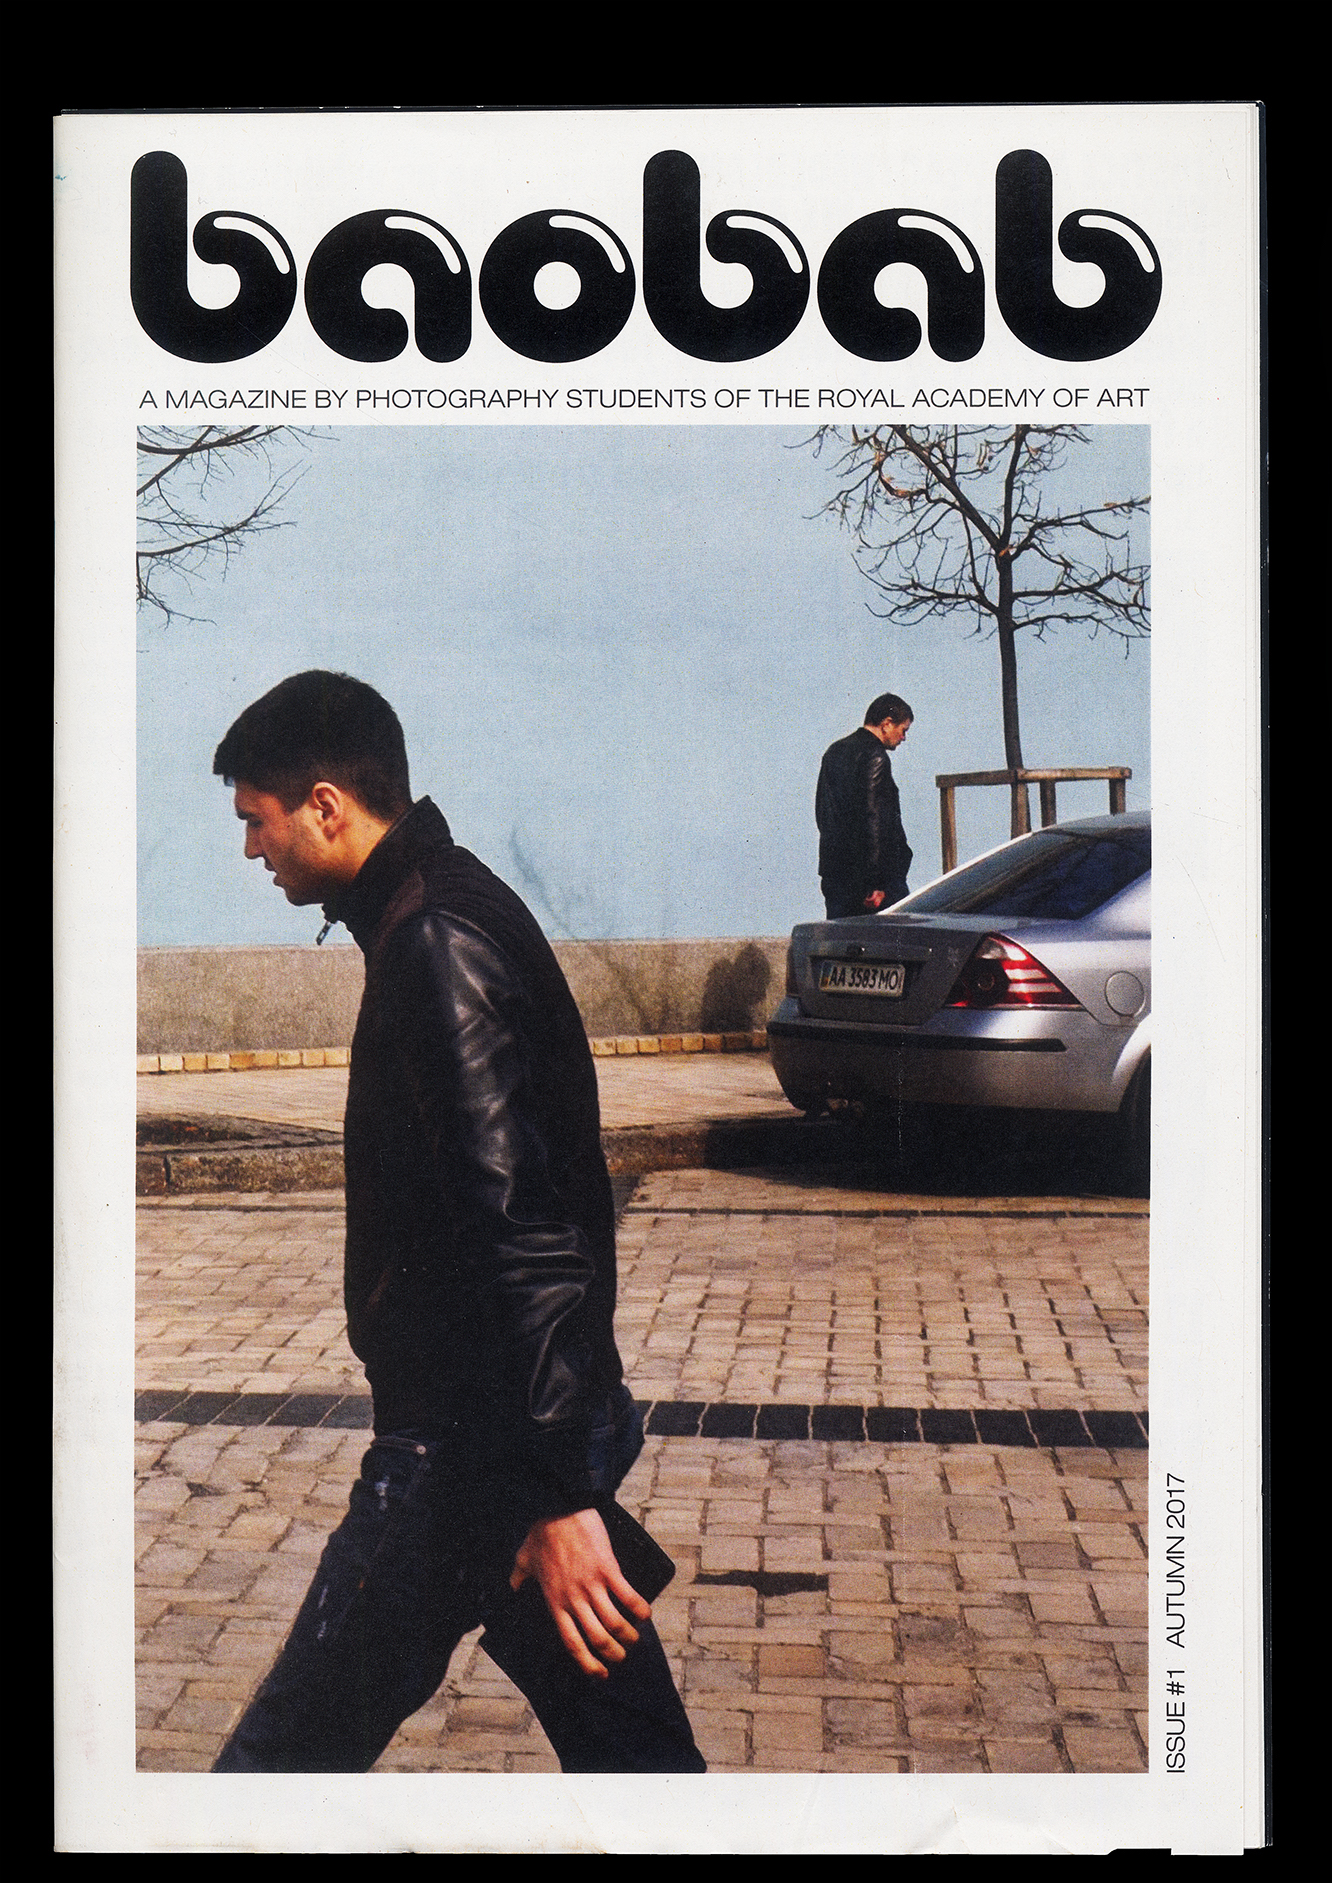 baobab
A MAGAZINE BY PHOTOGRAPHY STUDENTS OF THE ROYAL ACADEMY OF ART
AA 3583 MO
ISSUE #1 AUTUMN 2017